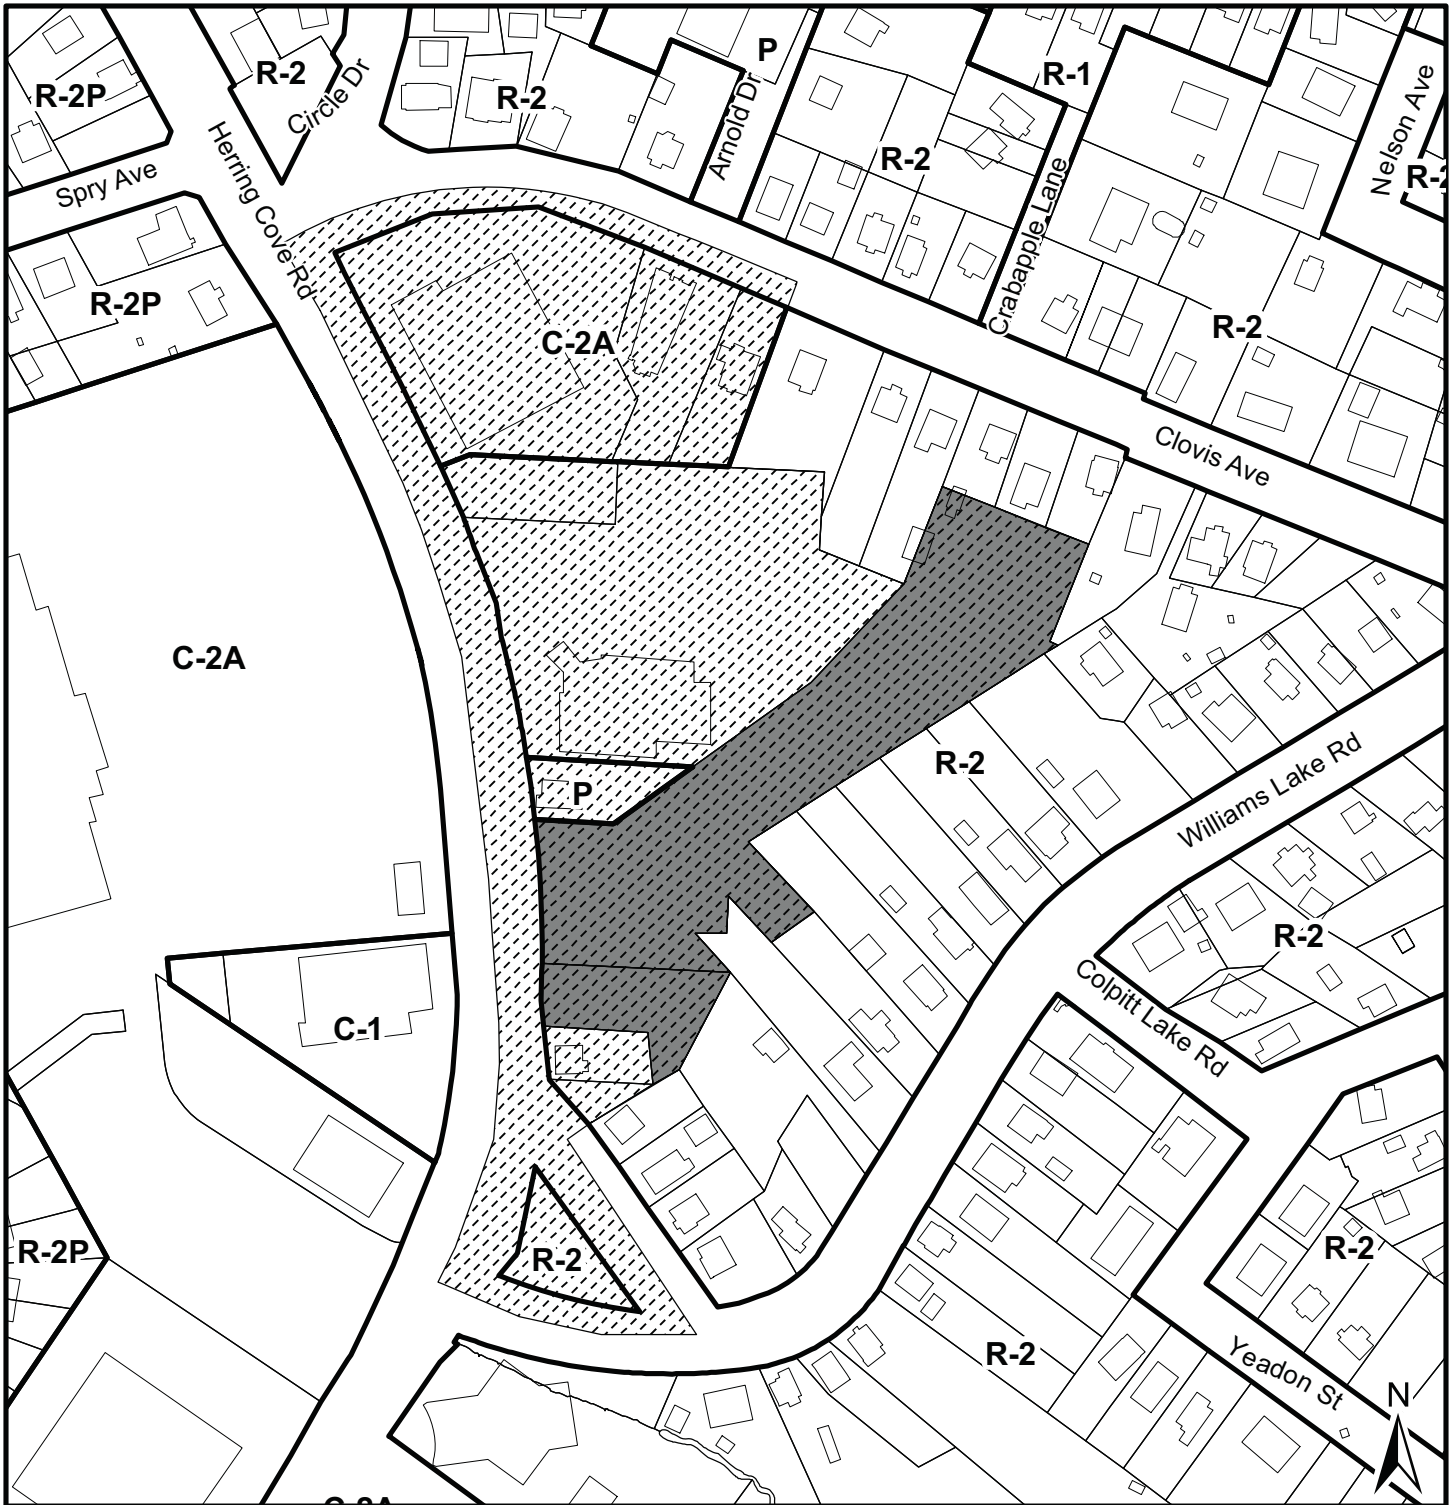 R-2P
R-2
Circle Dr
R-2
P
Arnold Dr
R-1
Nelson Ave
Spry Ave
Herring Cove Rd
R-2
Crabapple Lane
R-2P
C-2A
R-2
Clovis Ave
C-2A
P
R-2
Williams Lake Rd
R-2
Colpitt Lake Rd
C-1
R-2P
R-2
R-2
R-2
Yeadon St
N